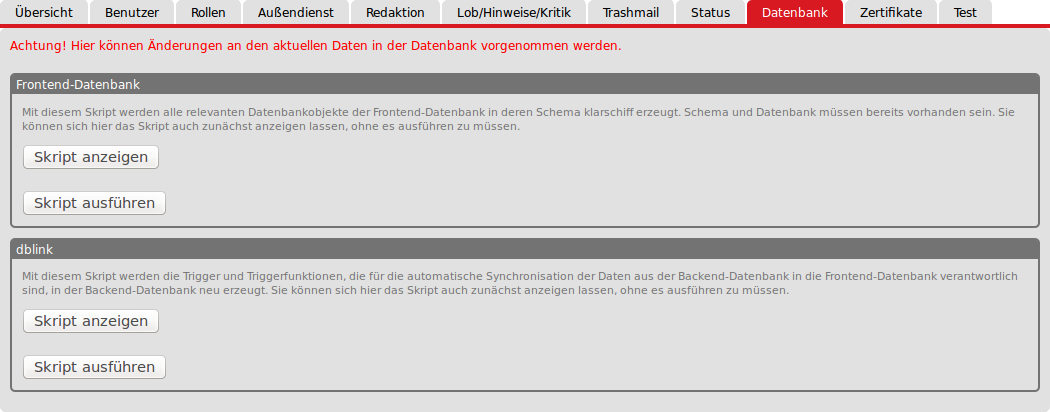 Übersicht Benutzer Rollen Außendienst Redaktion Lob/Hinweise/Kritik Trashmail Status Datenbank Zertifikate Test
Achtung! Hier können Änderungen an den aktuellen Daten in der Datenbank vorgenommen werden.
Frontend-Datenbank
Mit diesem Skript werden alle relevanten Datenbankobjekte der Frontend-Datenbank in deren Schema klarschiff erzeugt. Schema und Datenbank müssen bereits vorhanden sein. Sie
können sich hier das Skript auch zunächst anzeigen lassen, ohne es ausführen zu müssen.
Skript anzeigen
Skript ausführen
dblink
Mit diesem Skript werden die Trigger und Triggerfunktionen, die für die automatische Synchronisation der Daten aus der Backend-Datenbank in die Frontend-Datenbank verantwortlich
sind, in der Backend-Datenbank neu erzeugt. Sie können sich hier das Skript auch zunächst anzeigen lassen, ohne es ausführen zu müssen.
Skript anzeigen
Skript ausführen